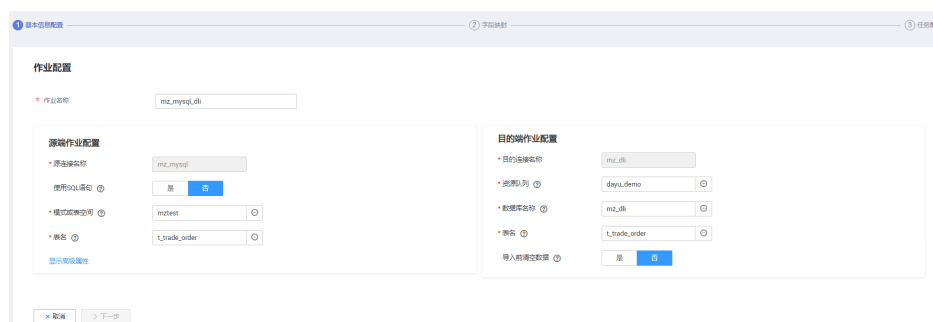 1 基本信息配置 2 字段映射 3 任务配
作业配置
* 作业名称 mz_mysql_dli
源端作业配置
* 源连接名称 mz_mysql
使用SQL语句 ? 是 否
* 模式或表空间 ? mztest
* 表名 ? t_trade_order
显示高级属性
目的端作业配置
* 目的连接名称 mz_dli
* 资源队列 ? dayu_demo
* 数据库名称 ? mz_dli
* 表名 ? t_trade_order
导入前清空数据 ? 是 否
× 取消 > 下一步